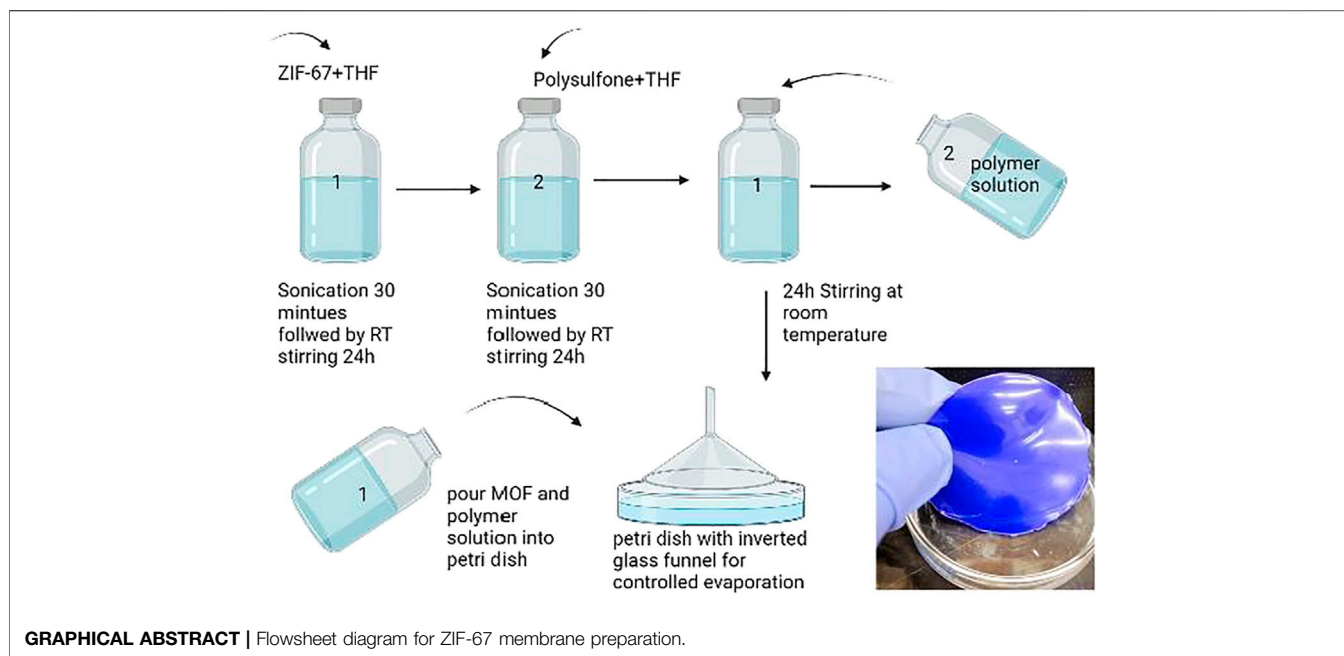 ZIF-67+THF
Polysulfone+THF
1
2
1
2
polymer
solution
Sonication 30
mintues
follwed by RT
stirring 24h
Sonication 30
mintues
followed by RT
stirring 24h
24h Stirring at
room
temperature
1
pour MOF and
polymer
solution into
petri dish
petri dish with inverted
glass funnel for
controlled evaporation
GRAPHICAL ABSTRACT | Flowsheet diagram for ZIF-67 membrane preparation.